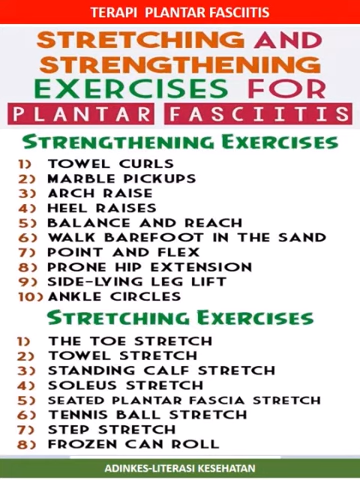 TERAPI PLANTAR FASCIITIS
STRETCHING AND
STRENGTHENING
EXERCISES FOR
PLANTAR FASCIITIS
STRENGTHENING EXERCISES
1) TOWEL CURLS
2) MARBLE PICKUPS
3) ARCH RAISE
4) HEEL RAISES
5) BALANCE AND REACH
6) WALK BAREFOOT IN THE SAND
7) POINT AND FLEX
8) PRONE HIP EXTENSION
9) SIDE-LYING LEG LIFT
10) ANKLE CIRCLES
STRETCHING EXERCISES
1) THE TOE STRETCH
2) TOWEL STRETCH
3) STANDING CALF STRETCH
4) SOLEUS STRETCH
5) SEATED PLANTAR FASCIA STRETCH
6) TENNIS BALL STRETCH
7) STEP STRETCH
8) FROZEN CAN ROLL
ADINKES-LITERASI KESEHATAN